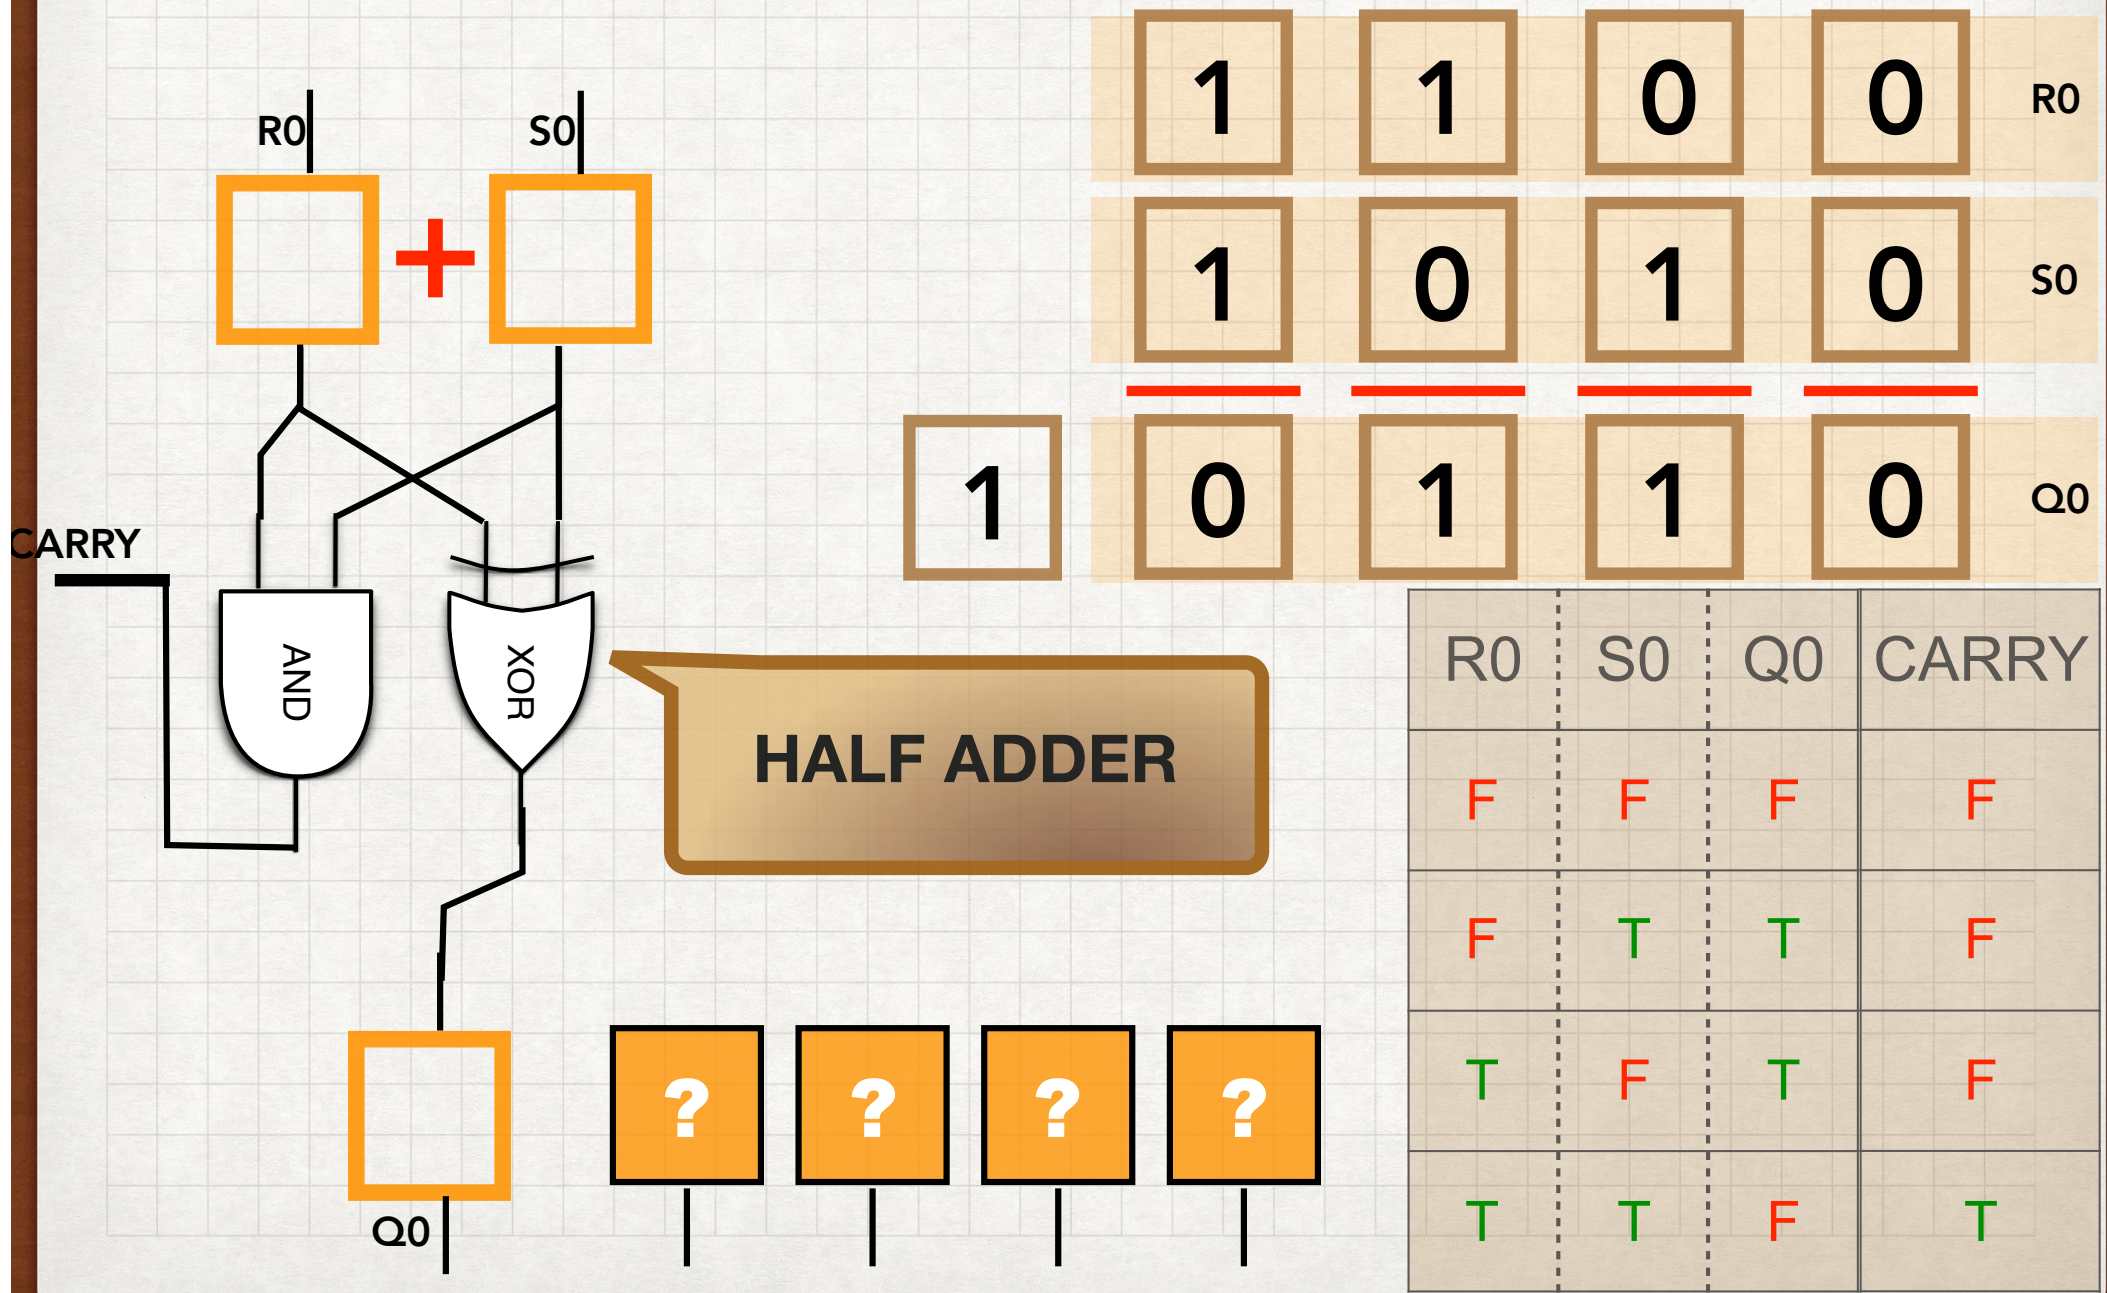 1 1 0 0 R0
R0 S0
1 0 1 0 S0
1 0 1 1 0 Q0
CARRY
AND XOR
HALF ADDER
R0 S0 Q0 CARRY
F F F F
F T T F
T F T F
T T F T
? ? ? ?
Q0